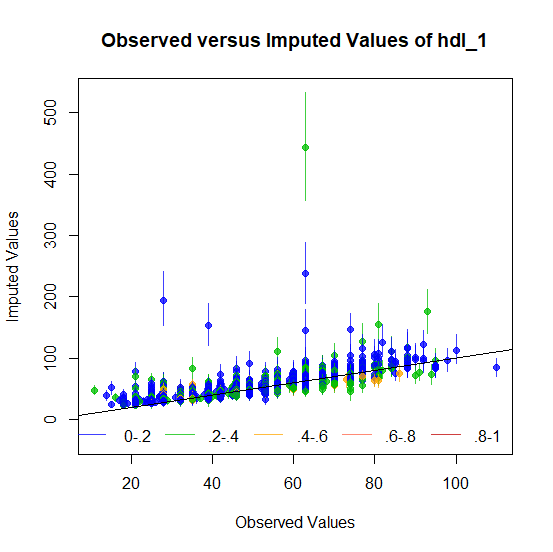 Observed versus Imputed Values of hdl_1
Imputed Values
500
400
300
200
100
0
0-.2 .2-.4 .4-.6 .6-.8 .8-1
20 40 60 80 100
Observed Values